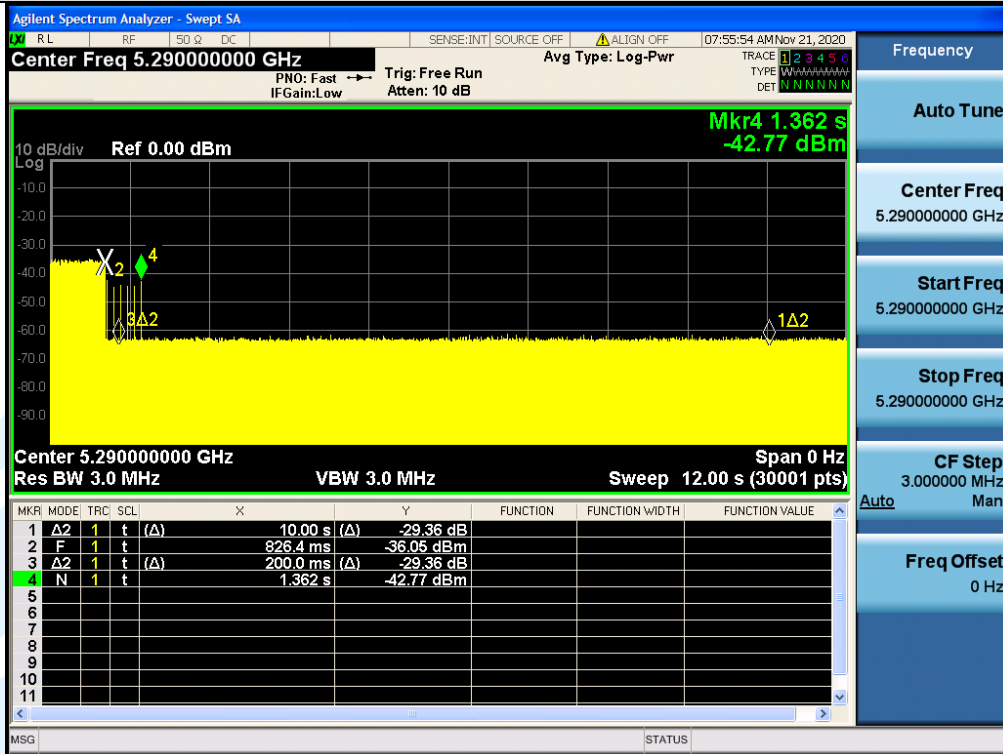 Agilent Spectrum Analyzer - Swept SA
LXI RL RF 50 Ω DC SENSE:INT SOURCE OFF ALIGN OFF 07:55:54 AM Nov 21, 2020
Center Freq 5.290000000 GHz
PNO: Fast
IFGain:Low
Trig: Free Run
Atten: 10 dB
Avg Type: Log-Pwr
TRACE 1 2 3 4 5 6
TYPE
DET N N N N N N
Mkr4 1.362 s
-42.77 dBm
10 dB/div Ref 0.00 dBm
Log
-10.0
-20.0
-30.0
-40.0
-50.0
-60.0
-70.0
-80.0
-90.0
2
4
3Δ2
1Δ2
Center 5.290000000 GHz Span 0 Hz
Res BW 3.0 MHz VBW 3.0 MHz Sweep 12.00 s (30001 pts)
MKR MODE TRC SCL X Y FUNCTION FUNCTION WIDTH FUNCTION VALUE
1 Δ2 1 t (Δ) 10.00 s (Δ) -29.36 dB
2 F 1 t 826.4 ms -36.05 dBm
3 Δ2 1 t (Δ) 200.0 ms (Δ) -29.36 dB
4 N 1 t 1.362 s -42.77 dBm
5
6
7
8
9
10
11
MSG STATUS
Frequency
Auto Tune
Center Freq
5.290000000 GHz
Start Freq
5.290000000 GHz
Stop Freq
5.290000000 GHz
CF Step
3.000000 MHz
Auto Man
Freq Offset
0 Hz